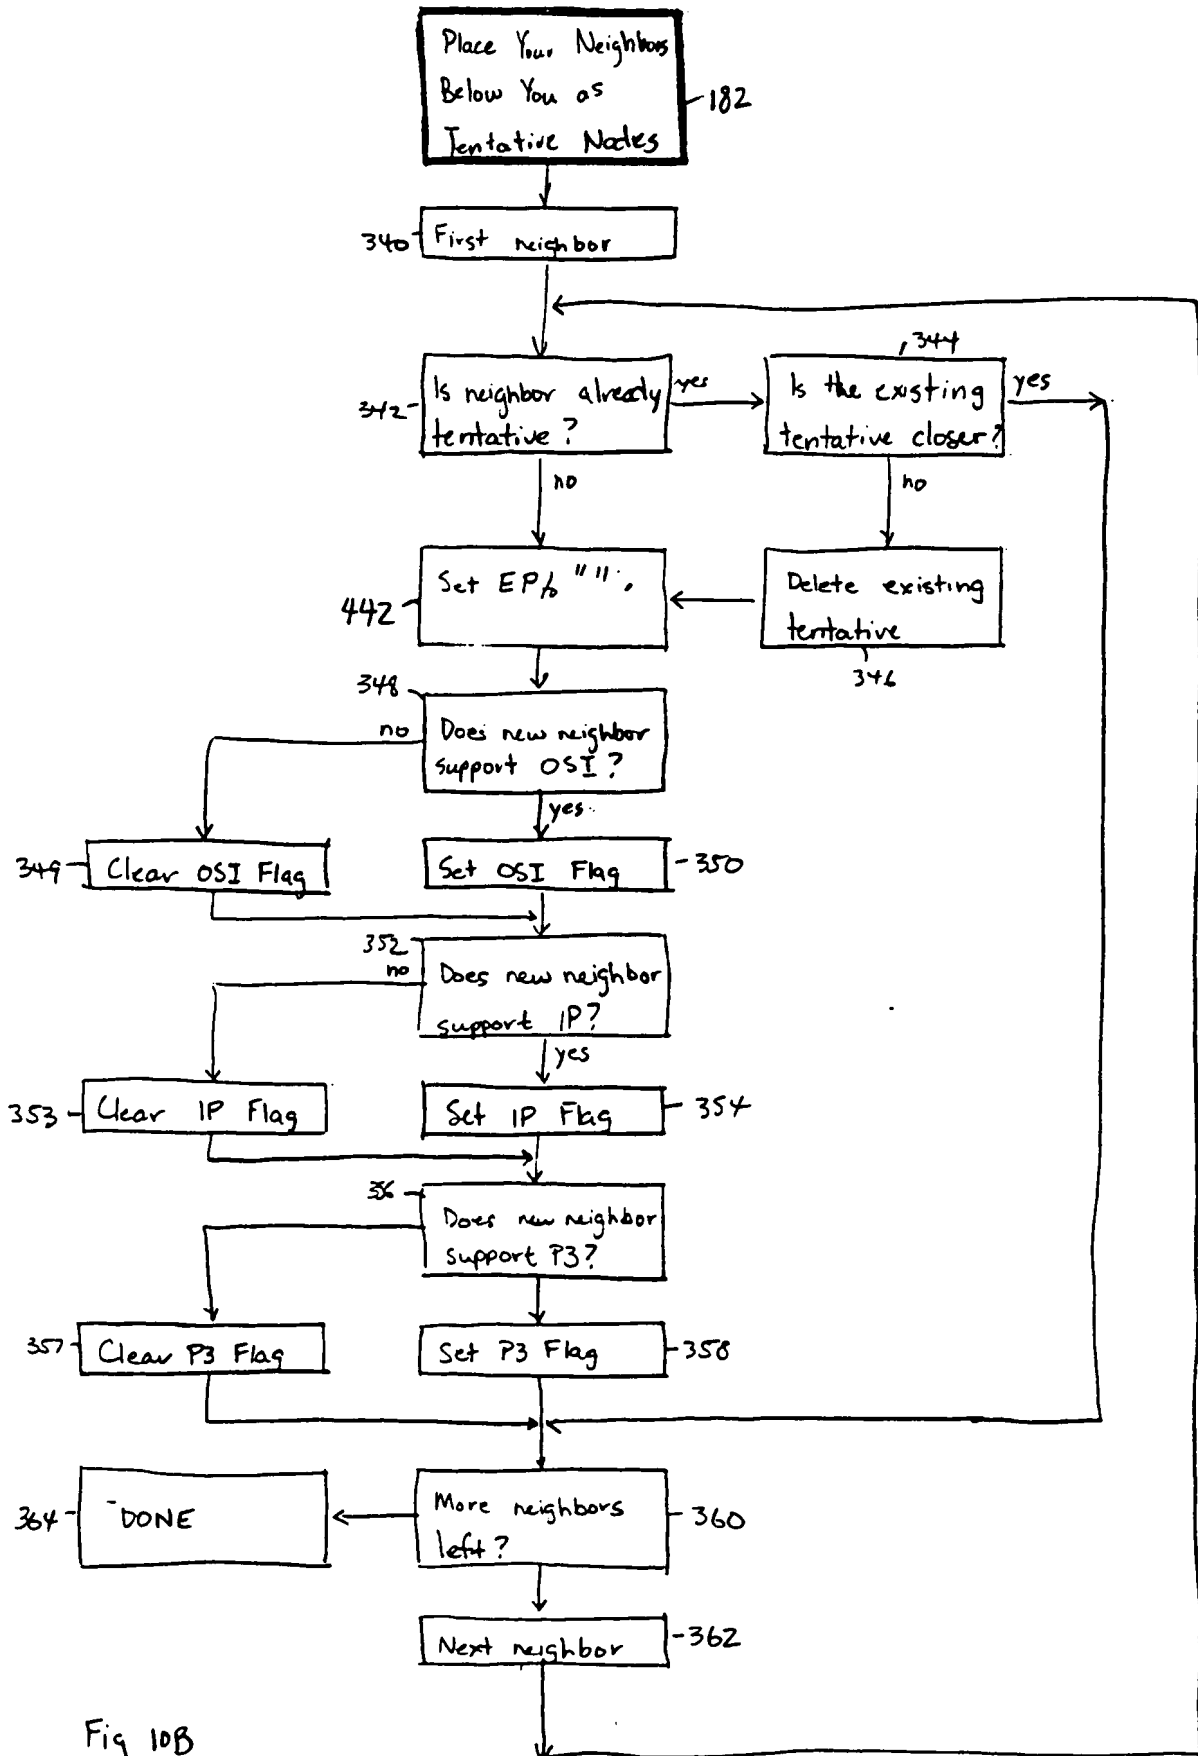 Place Your Neighbors
Below You as
Tentative Nodes
182
340
First neighbor
344
342
Is neighbor already
tentative?
yes
Is the existing
tentative closer?
yes
no
no
442
Set EP to "".
Delete existing
tentative
346
348
no
Does new neighbor
support OSI?
yes
349
Clear OSI Flag
Set OSI Flag
350
352
no
Does new neighbor
support IP?
yes
353
Clear IP Flag
Set IP Flag
354
356
Does new neighbor
support P3?
357
Clear P3 Flag
Set P3 Flag
358
364
DONE
More neighbors
left?
360
Next neighbor
362
Fig 10B